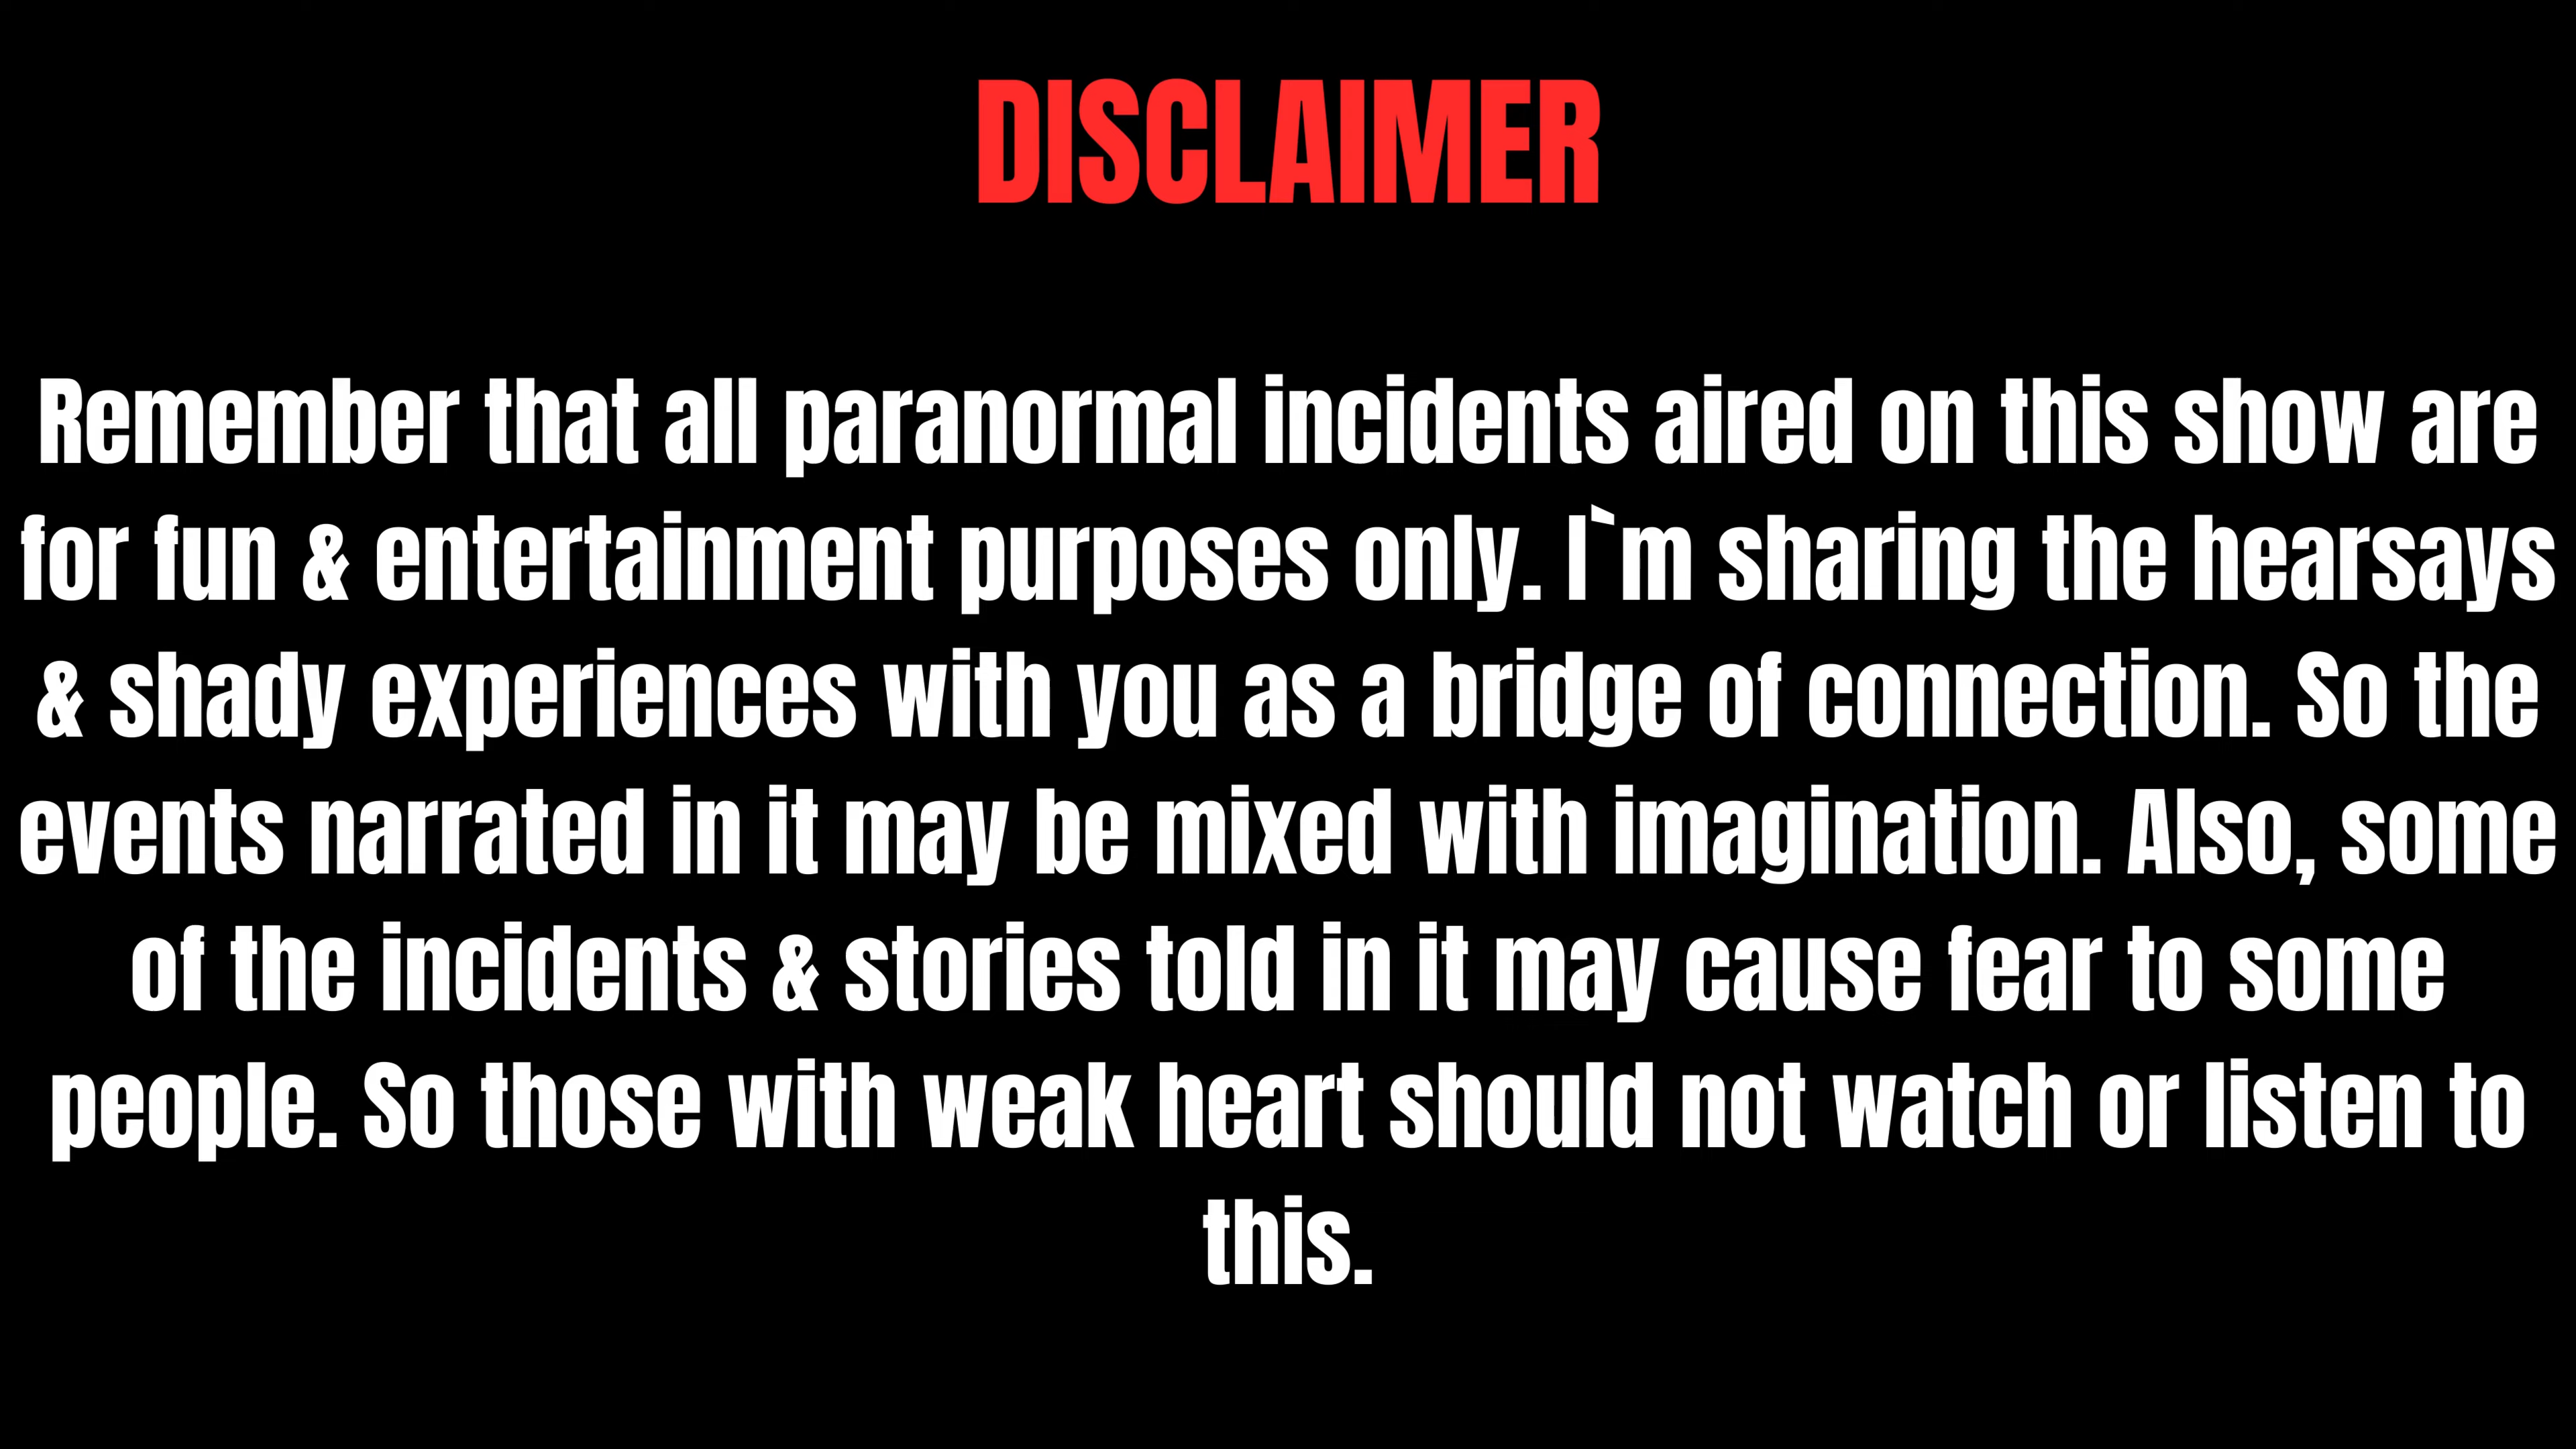 DISCLAIMER
Remember that all paranormal incidents aired on this show are
for fun & entertainment purposes only. I`m sharing the hearsays
& shady experiences with you as a bridge of connection. So the
events narrated in it may be mixed with imagination. Also, some
of the incidents & stories told in it may cause fear to some
people. So those with weak heart should not watch or listen to
this.